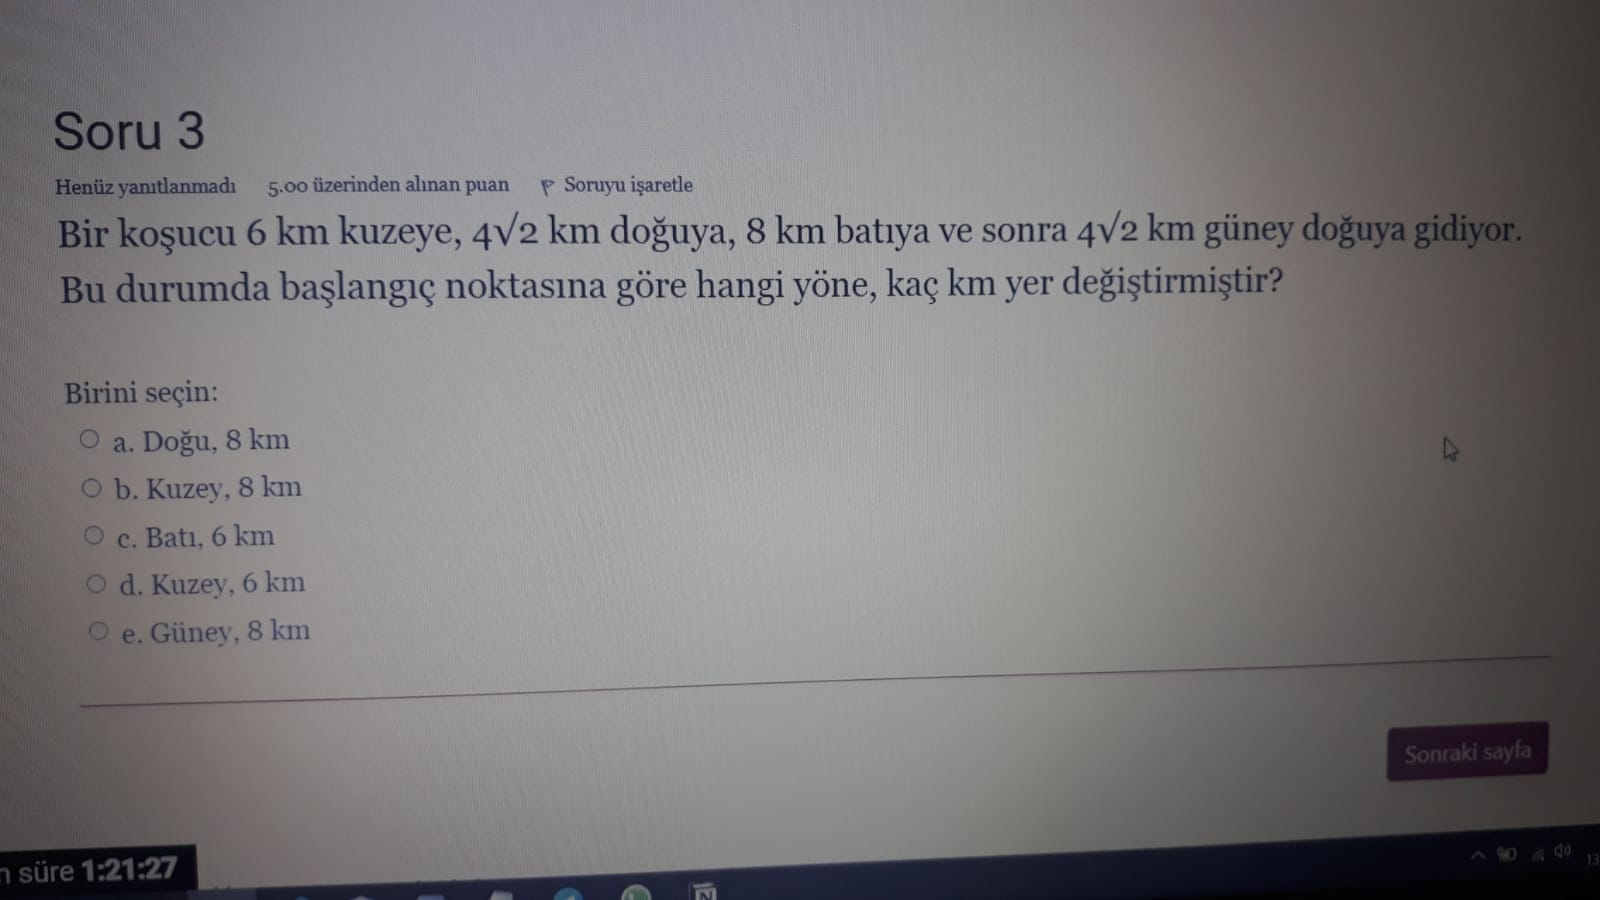 Soru 3
Henüz yanıtlanmadı 5.00 üzerinden alınan puan Soruyu işaretle
Bir koşucu 6 km kuzeye, 4√2 km doğuya, 8 km batıya ve sonra 4√2 km güney doğuya gidiyor.
Bu durumda başlangıç noktasına göre hangi yöne, kaç km yer değiştirmiştir?
Birini seçin:
a. Doğu, 8 km
b. Kuzey, 8 km
c. Batı, 6 km
d. Kuzey, 6 km
e. Güney, 8 km
Sonraki sayfa
n süre 1:21:27
13